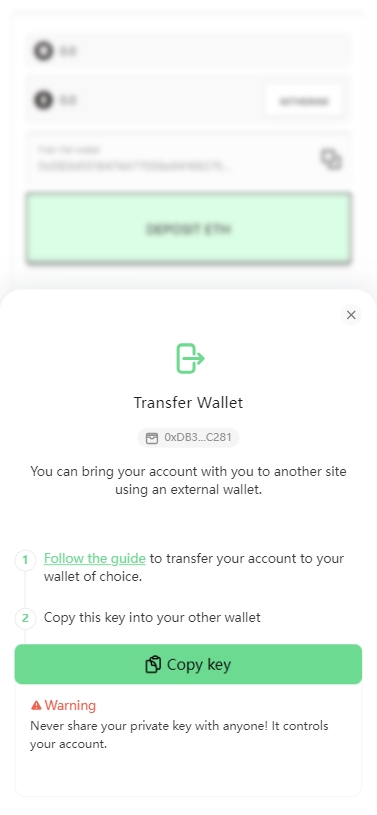 0.0
0.0
WITHDRAW
DEPOSIT ETH
Transfer Wallet
0xDB3...C281
You can bring your account with you to another site
using an external wallet.
1
Follow the guide to transfer your account to your
wallet of choice.
2
Copy this key into your other wallet
Copy key
Warning
Never share your private key with anyone! It controls
your account.